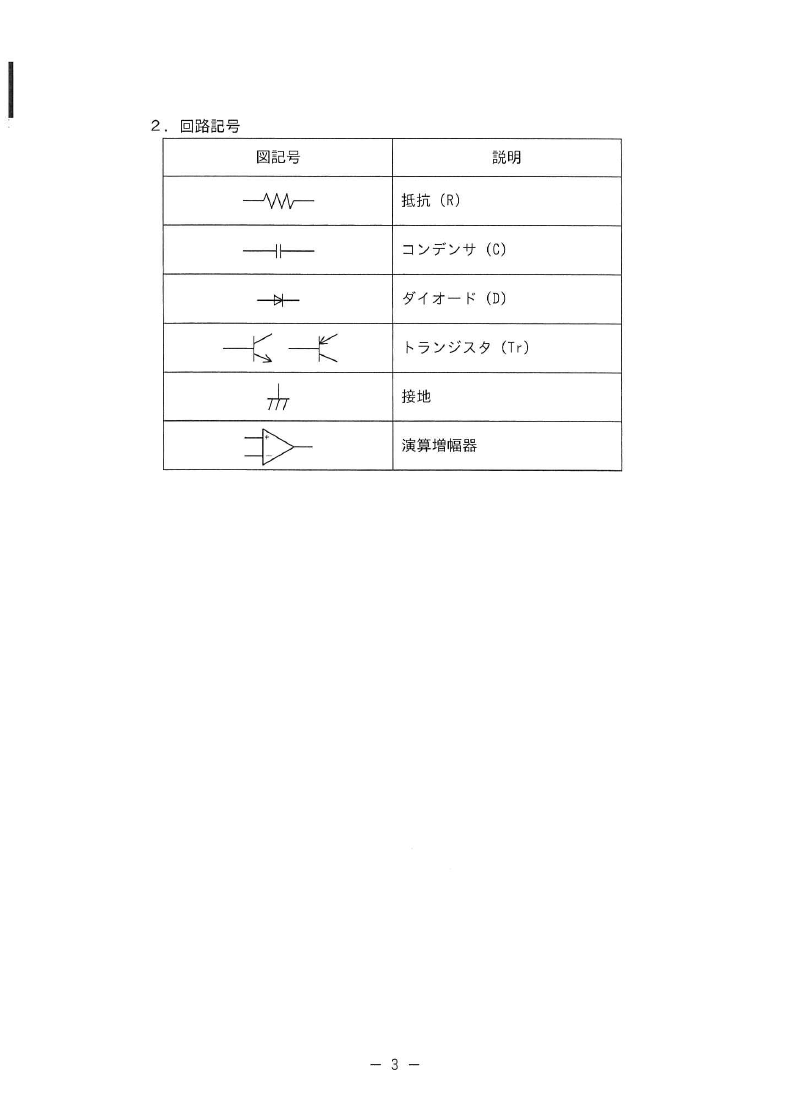 ２．回路記号
図記号 説明
抵抗 (R)
コンデンサ (C)
ダイオード (D)
トランジスタ (Tr)
接地
+
− 演算増幅器
− 3 −